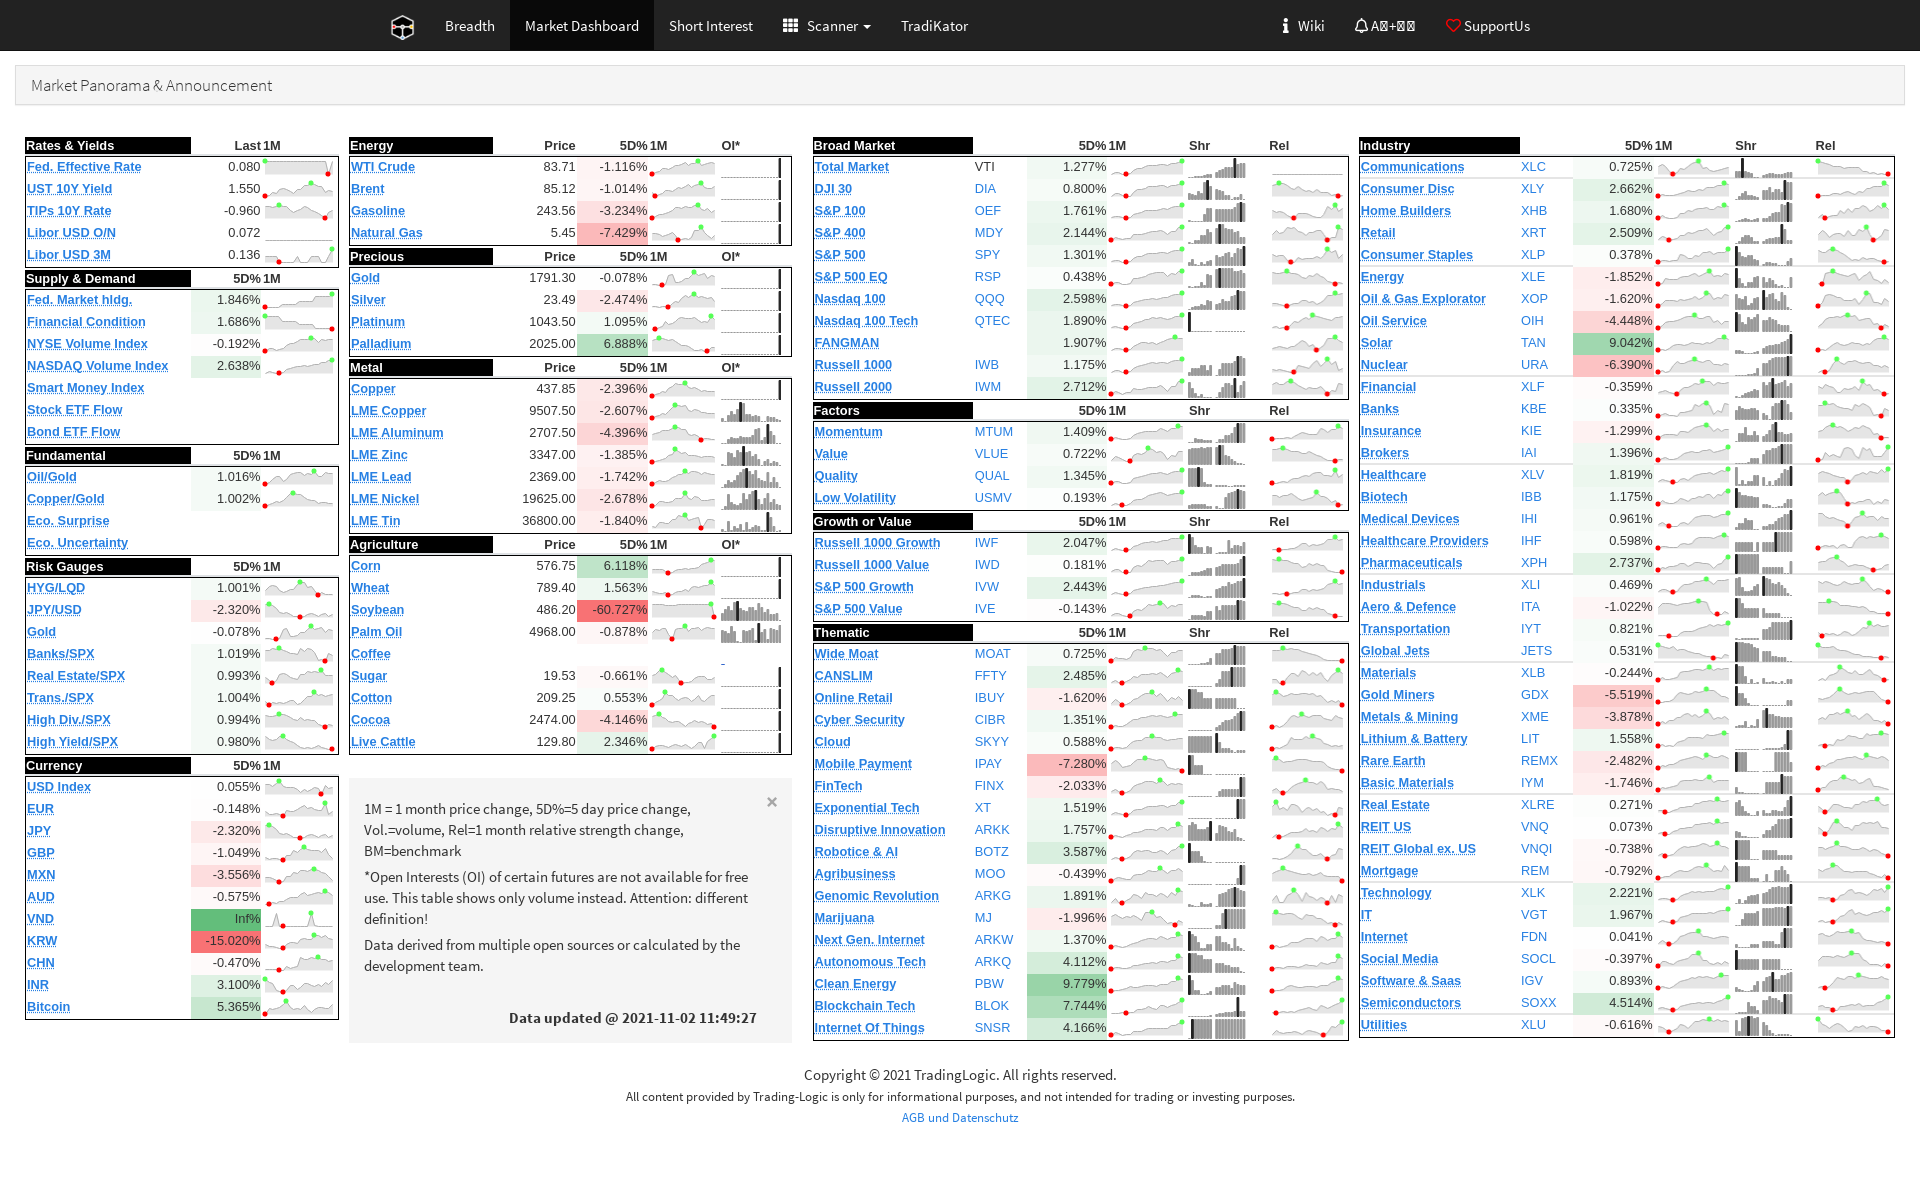 Breadth Market Dashboard Short Interest Scanner TradiKator Wiki SupportUs
Market Panorama & Announcement
Rates & Yields Last 1M
Fed. Effective Rate 0.080
UST 10Y Yield 1.550
TIPs 10Y Rate -0.960
Libor USD O/N 0.072
Libor USD 3M 0.136
Supply & Demand 5D% 1M
Fed. Market hldg. 1.846%
Financial Condition 1.686%
NYSE Volume Index -0.192%
NASDAQ Volume Index 2.638%
Smart Money Index
Stock ETF Flow
Bond ETF Flow
Fundamental 5D% 1M
Oil/Gold 1.016%
Copper/Gold 1.002%
Eco. Surprise
Eco. Uncertainty
Risk Gauges 5D% 1M
HYG/LQD 1.001%
JPY/USD -2.320%
Gold -0.078%
Banks/SPX 1.019%
Real Estate/SPX 0.993%
Trans./SPX 1.004%
High Div./SPX 0.994%
High Yield/SPX 0.980%
Currency 5D% 1M
USD Index 0.055%
EUR -0.148%
JPY -2.320%
GBP -1.049%
MXN -3.556%
AUD -0.575%
VND Inf%
KRW -15.020%
CHN -0.470%
INR 3.100%
Bitcoin 5.365%
Energy Price 5D% 1M OI*
WTI Crude 83.71 -1.116%
Brent 85.12 -1.014%
Gasoline 243.56 -3.234%
Natural Gas 5.45 -7.429%
Precious Price 5D% 1M OI*
Gold 1791.30 -0.078%
Silver 23.49 -2.474%
Platinum 1043.50 1.095%
Palladium 2025.00 6.888%
Metal Price 5D% 1M OI*
Copper 437.85 -2.396%
LME Copper 9507.50 -2.607%
LME Aluminum 2707.50 -4.396%
LME Zinc 3347.00 -1.385%
LME Lead 2369.00 -1.742%
LME Nickel 19625.00 -2.678%
LME Tin 36800.00 -1.840%
Agriculture Price 5D% 1M OI*
Corn 576.75 6.118%
Wheat 789.40 1.563%
Soybean 486.20 -60.727%
Palm Oil 4968.00 -0.878%
Coffee -
Sugar 19.53 -0.661%
Cotton 209.25 0.553%
Cocoa 2474.00 -4.146%
Live Cattle 129.80 2.346%
×
1M = 1 month price change, 5D%=5 day price change,
Vol.=volume, Rel=1 month relative strength change,
BM=benchmark
*Open Interests (OI) of certain futures are not available for free
use. This table shows only volume instead. Attention: different
definition!
Data derived from multiple open sources or calculated by the
development team.
Data updated @ 2021-11-02 11:49:27
Broad Market 5D% 1M Shr Rel
Total Market VTI 1.277%
DJI 30 DIA 0.800%
S&P 100 OEF 1.761%
S&P 400 MDY 2.144%
S&P 500 SPY 1.301%
S&P 500 EQ RSP 0.438%
Nasdaq 100 QQQ 2.598%
Nasdaq 100 Tech QTEC 1.890%
FANGMAN 1.907%
Russell 1000 IWB 1.175%
Russell 2000 IWM 2.712%
Factors 5D% 1M Shr Rel
Momentum MTUM 1.409%
Value VLUE 0.722%
Quality QUAL 1.345%
Low Volatility USMV 0.193%
Growth or Value 5D% 1M Shr Rel
Russell 1000 Growth IWF 2.047%
Russell 1000 Value IWD 0.181%
S&P 500 Growth IVW 2.443%
S&P 500 Value IVE -0.143%
Thematic 5D% 1M Shr Rel
Wide Moat MOAT 0.725%
CANSLIM FFTY 2.485%
Online Retail IBUY -1.620%
Cyber Security CIBR 1.351%
Cloud SKYY 0.588%
Mobile Payment IPAY -7.280%
FinTech FINX -2.033%
Exponential Tech XT 1.519%
Disruptive Innovation ARKK 1.757%
Robotice & AI BOTZ 3.587%
Agribusiness MOO -0.439%
Genomic Revolution ARKG 1.891%
Marijuana MJ -1.996%
Next Gen. Internet ARKW 1.370%
Autonomous Tech ARKQ 4.112%
Clean Energy PBW 9.779%
Blockchain Tech BLOK 7.744%
Internet Of Things SNSR 4.166%
Industry 5D% 1M Shr Rel
Communications XLC 0.725%
Consumer Disc XLY 2.662%
Home Builders XHB 1.680%
Retail XRT 2.509%
Consumer Staples XLP 0.378%
Energy XLE -1.852%
Oil & Gas Explorator XOP -1.620%
Oil Service OIH -4.448%
Solar TAN 9.042%
Nuclear URA -6.390%
Financial XLF -0.359%
Banks KBE 0.335%
Insurance KIE -1.299%
Brokers IAI 1.396%
Healthcare XLV 1.819%
Biotech IBB 1.175%
Medical Devices IHI 0.961%
Healthcare Providers IHF 0.598%
Pharmaceuticals XPH 2.737%
Industrials XLI 0.469%
Aero & Defence ITA -1.022%
Transportation IYT 0.821%
Global Jets JETS 0.531%
Materials XLB -0.244%
Gold Miners GDX -5.519%
Metals & Mining XME -3.878%
Lithium & Battery LIT 1.558%
Rare Earth REMX -2.482%
Basic Materials IYM -1.746%
Real Estate XLRE 0.271%
REIT US VNQ 0.073%
REIT Global ex. US VNQI -0.738%
Mortgage REM -0.792%
Technology XLK 2.221%
IT VGT 1.967%
Internet FDN 0.041%
Social Media SOCL -0.397%
Software & Saas IGV 0.893%
Semiconductors SOXX 4.514%
Utilities XLU -0.616%
Copyright © 2021 TradingLogic. All rights reserved.
All content provided by Trading-Logic is only for informational purposes, and not intended for trading or investing purposes.
AGB und Datenschutz